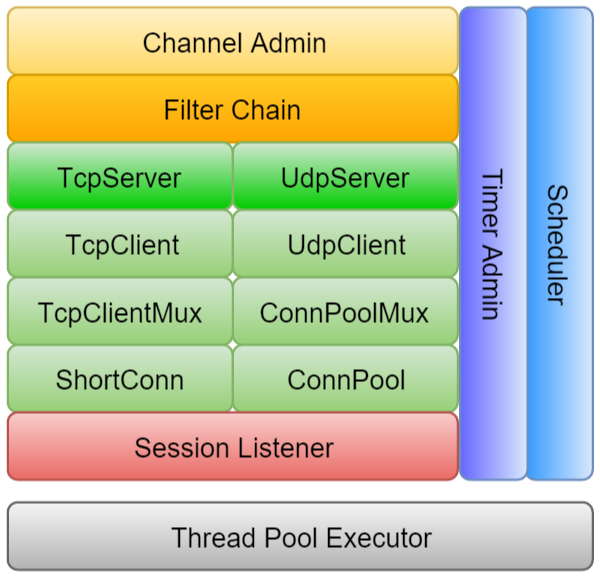 Channel Admin
Filter Chain
TcpServer
UdpServer
TcpClient
UdpClient
TcpClientMux
ConnPoolMux
ShortConn
ConnPool
Session Listener
Timer Admin
Scheduler
Thread Pool Executor